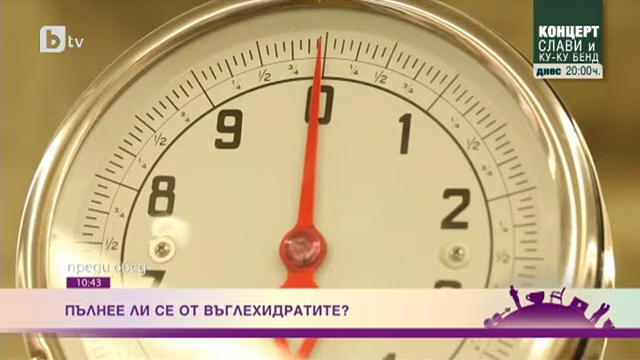 btv
КОНЦЕРТ
СЛАВИ и
КУ-КУ БЕНД
днес 20:00ч.
0
9
1
8
2
7
1/4
1/2
3/4
преди обед
10:43
ПЪЛНЕЕ ЛИ СЕ ОТ ВЪГЛЕХИДРАТИТЕ?